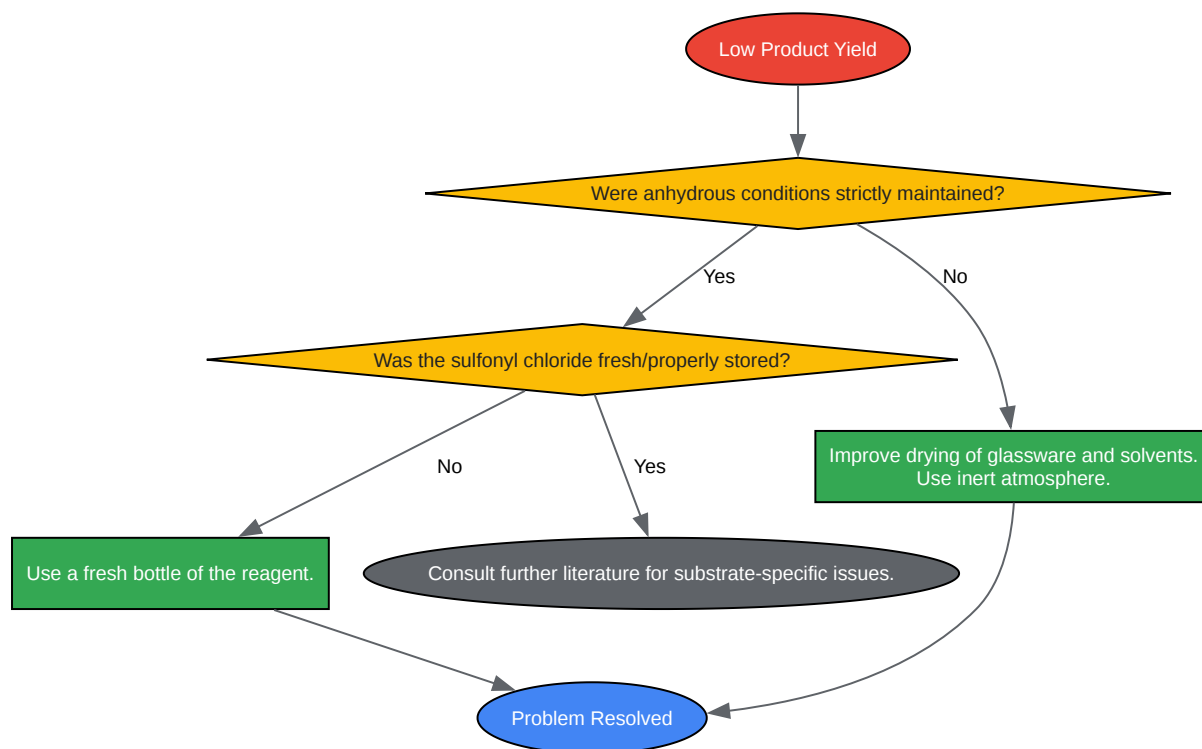 Low Product Yield
Were anhydrous conditions strictly maintained?
Yes
No
Was the sulfonyl chloride fresh/properly stored?
No
Yes
Improve drying of glassware and solvents.
Use inert atmosphere.
Use a fresh bottle of the reagent.
Consult further literature for substrate-specific issues.
Problem Resolved